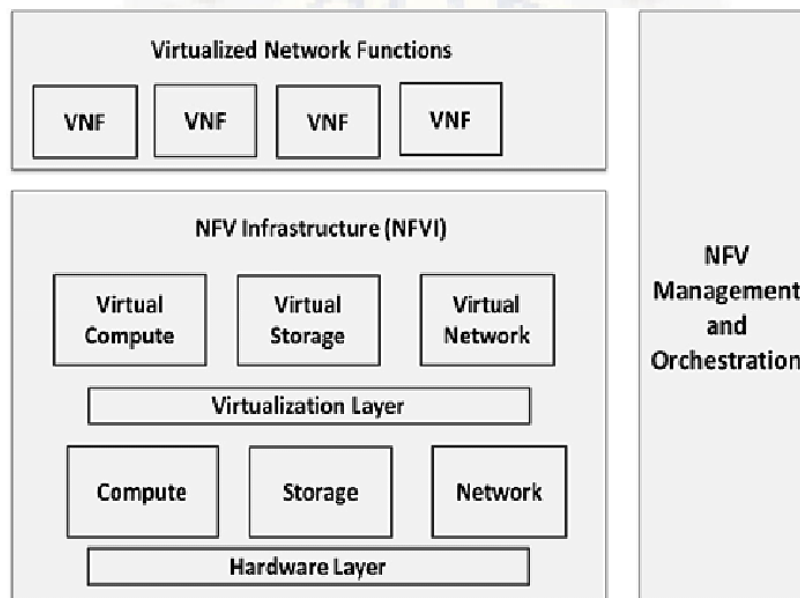 Virtualized Network Functions
VNF
VNF
VNF
VNF
NFV Infrastructure (NFVI)
Virtual
Compute
Virtual
Storage
Virtual
Network
Virtualization Layer
Compute
Storage
Network
Hardware Layer
NFV
Management
and
Orchestration